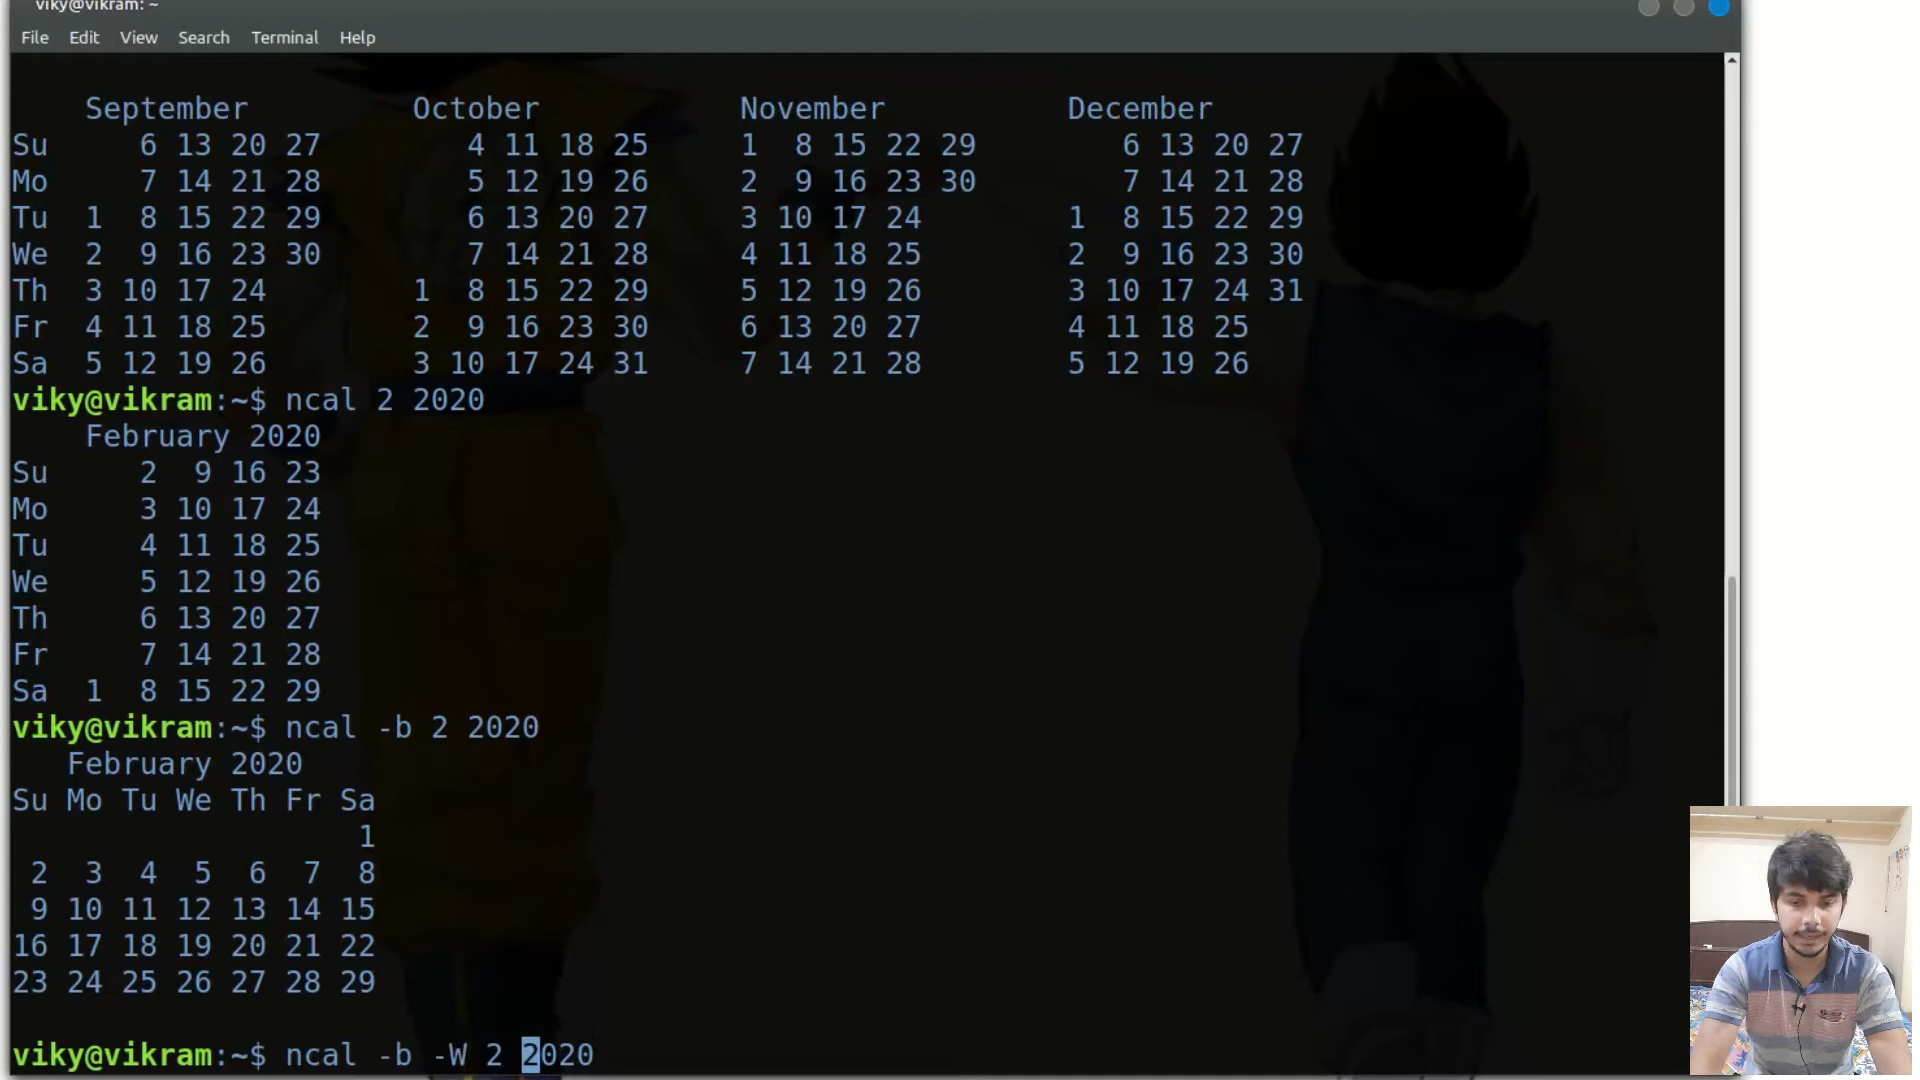 viky@vikram: ~
File Edit View Search Terminal Help
September October November December
Su 6 13 20 27 4 11 18 25 1 8 15 22 29 6 13 20 27
Mo 7 14 21 28 5 12 19 26 2 9 16 23 30 7 14 21 28
Tu 1 8 15 22 29 6 13 20 27 3 10 17 24 1 8 15 22 29
We 2 9 16 23 30 7 14 21 28 4 11 18 25 2 9 16 23 30
Th 3 10 17 24 1 8 15 22 29 5 12 19 26 3 10 17 24 31
Fr 4 11 18 25 2 9 16 23 30 6 13 20 27 4 11 18 25
Sa 5 12 19 26 3 10 17 24 31 7 14 21 28 5 12 19 26
viky@vikram:~$ ncal 2 2020
February 2020
Su 2 9 16 23
Mo 3 10 17 24
Tu 4 11 18 25
We 5 12 19 26
Th 6 13 20 27
Fr 7 14 21 28
Sa 1 8 15 22 29
viky@vikram:~$ ncal -b 2 2020
February 2020
Su Mo Tu We Th Fr Sa
1
2 3 4 5 6 7 8
9 10 11 12 13 14 15
16 17 18 19 20 21 22
23 24 25 26 27 28 29
viky@vikram:~$ ncal -b -W 2 2020